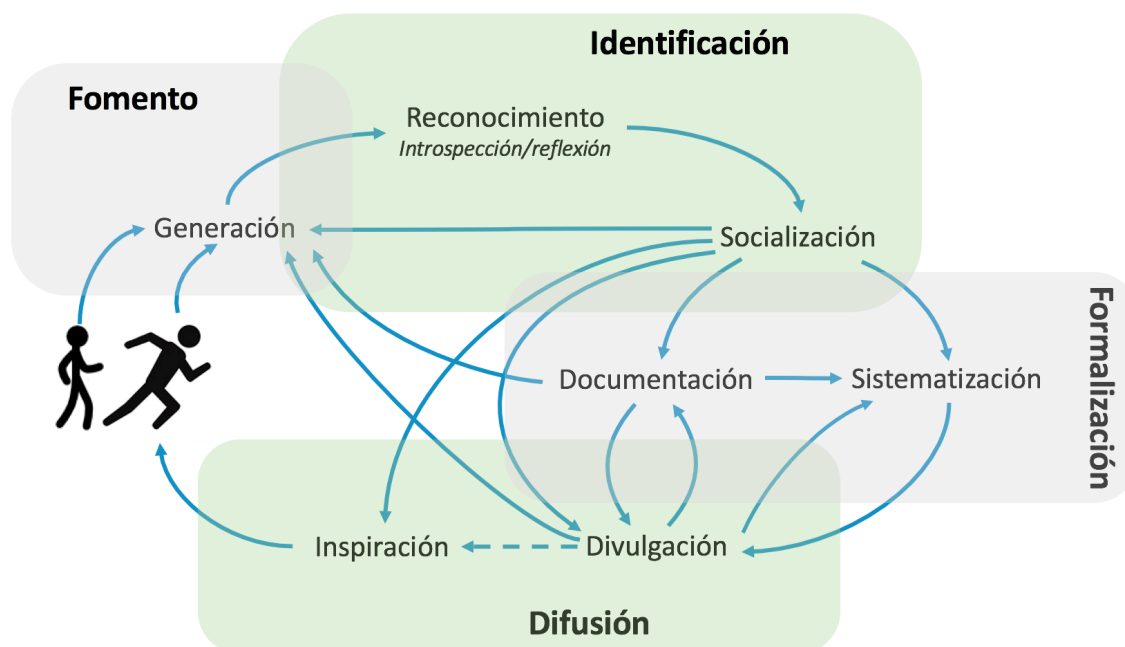 Identificación
Fomento
Reconocimiento
Introspección/reflexión
Generación
Socialización
Formalización
Documentación
Sistematización
Inspiración
Divulgación
Difusión